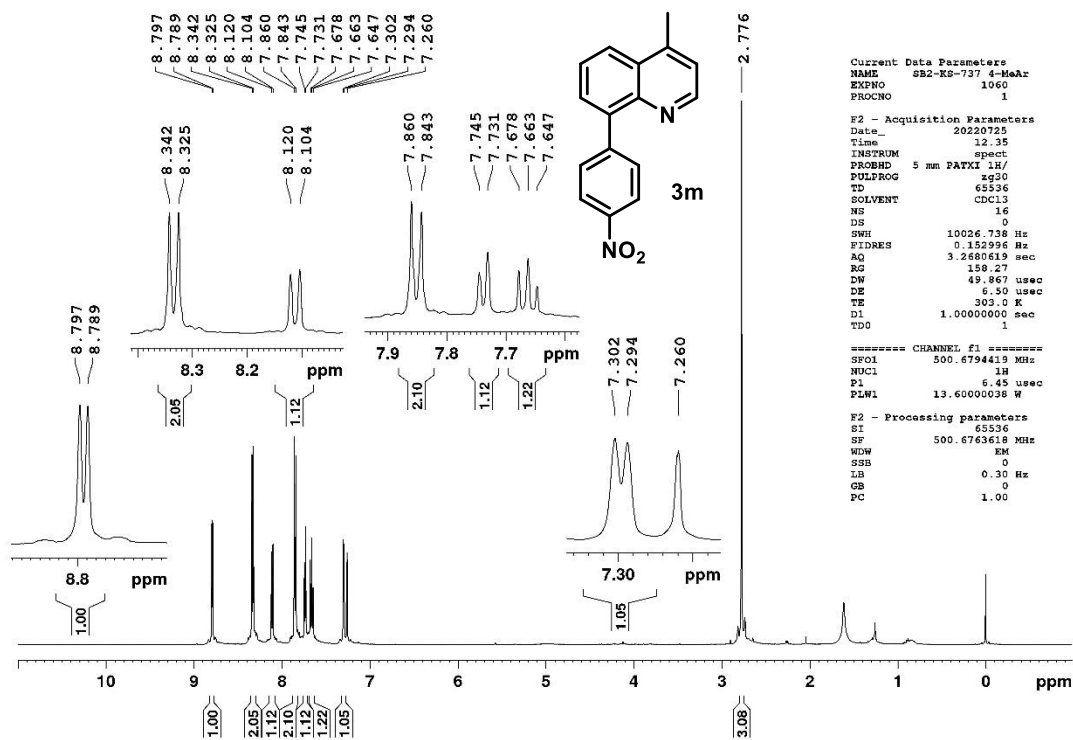 8.797
8.789
8.342
8.325
8.120
8.104
7.860
7.843
7.745
7.731
7.678
7.663
7.647
7.302
7.294
7.260
2.776
N
3m
NO2
Current Data Parameters
NAME SB2-KS-737 4-MeAr
EXPNO 1060
PROCNO 1
F2 - Acquisition Parameters
Date_ 20220725
Time 12.35
INSTRUM spect
PROBHD 5 mm PATXI 1H/
PULPROG zg30
TD 65536
SOLVENT CDCl3
NS 16
DS 0
SWH 10026.738 Hz
FIDRES 0.152996 Hz
AQ 3.2680619 sec
RG 158.27
DW 49.867 usec
DE 6.50 usec
TE 303.0 K
D1 1.00000000 sec
TD0 1
======== CHANNEL f1 ========
SFO1 500.6794419 MHz
NUC1 1H
P1 6.45 usec
PLW1 13.60000038 W
F2 - Processing parameters
SI 65536
SF 500.6763618 MHz
WDW EM
SSB 0
LB 0.30 Hz
GB 0
PC 1.00
8.342
8.325
8.120
8.104
8.3 8.2 ppm
2.05
1.12
7.860
7.843
7.745
7.731
7.678
7.663
7.647
7.9 7.8 7.7 ppm
2.10
1.12
1.22
8.797
8.789
8.8 ppm
1.00
7.302
7.294
7.260
7.30 ppm
1.05
10 9 8 7 6 5 4 3 2 1 0 ppm
1.00
2.05
1.12
2.10
1.12
1.22
1.05
3.08